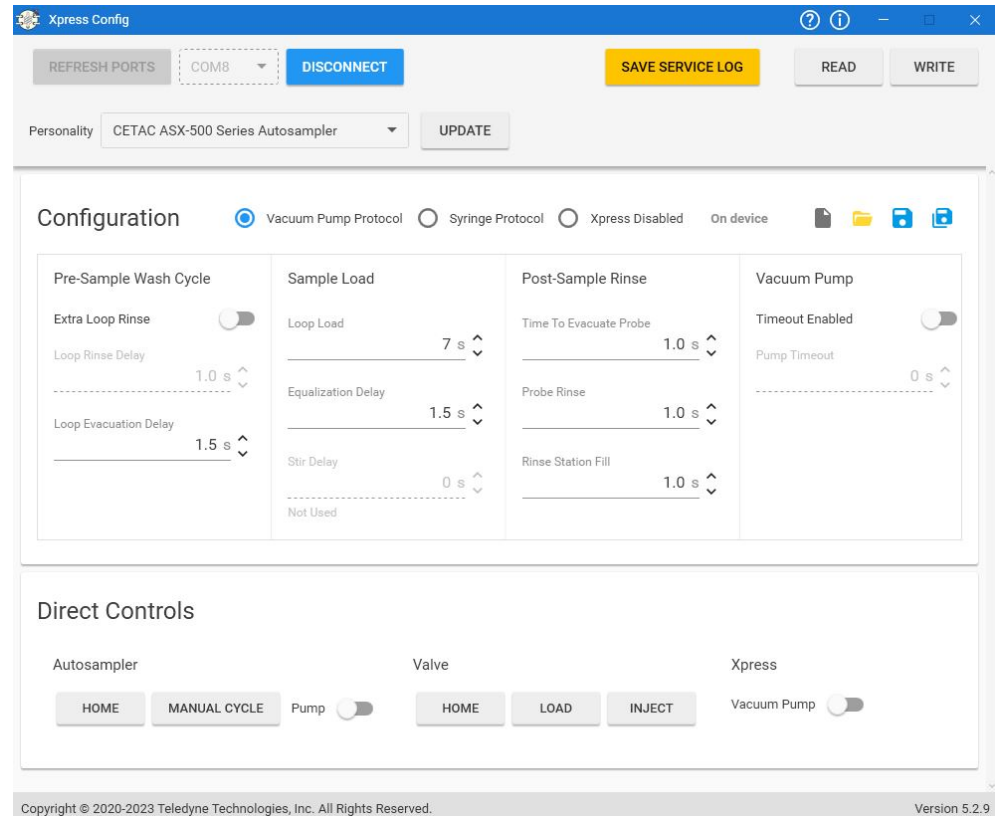 Xpress Config
REFRESH PORTS COM8 DISCONNECT SAVE SERVICE LOG READ WRITE
Personality CETAC ASX-500 Series Autosampler UPDATE
Configuration Vacuum Pump Protocol Syringe Protocol Xpress Disabled On device
Pre-Sample Wash Cycle
Extra Loop Rinse
Loop Rinse Delay
1.0 s
Loop Evacuation Delay
1.5 s
Sample Load
Loop Load
7 s
Equalization Delay
1.5 s
Stir Delay
0 s
Not Used
Post-Sample Rinse
Time To Evacuate Probe
1.0 s
Probe Rinse
1.0 s
Rinse Station Fill
1.0 s
Vacuum Pump
Timeout Enabled
Pump Timeout
0 s
Direct Controls
Autosampler
HOME MANUAL CYCLE Pump
Valve
HOME LOAD INJECT
Xpress
Vacuum Pump
Copyright © 2020-2023 Teledyne Technologies, Inc. All Rights Reserved. Version 5.2.9